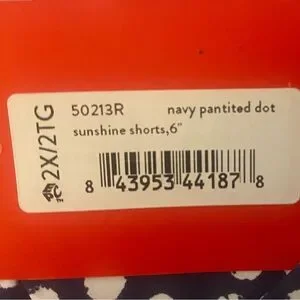 50213R navy pantited dot
sunshine shorts,6"
2X/2TG
8 43953 44187 8